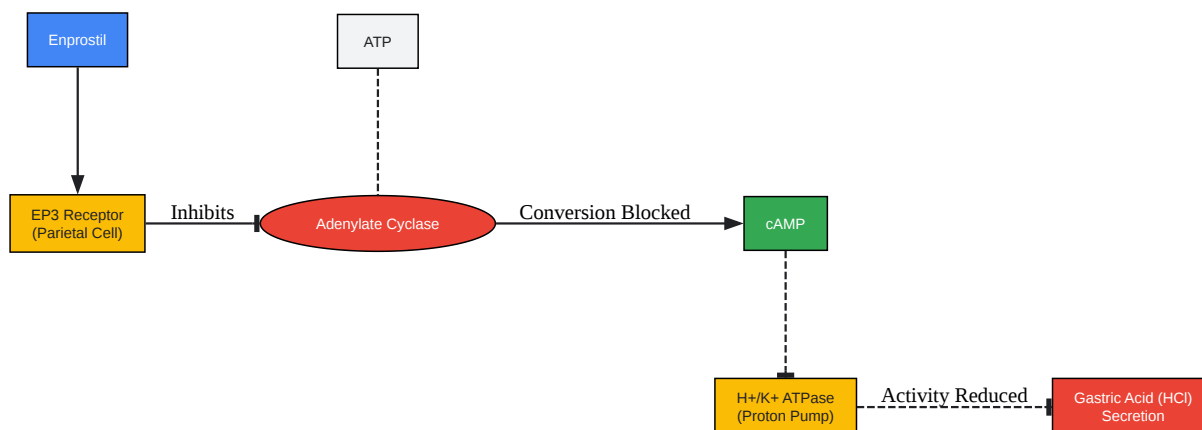 Enprostil
ATP
EP3 Receptor
(Parietal Cell)
Inhibits
Adenylate Cyclase
Conversion Blocked
cAMP
H+/K+ ATPase
(Proton Pump)
Activity Reduced
Gastric Acid (HCl)
Secretion